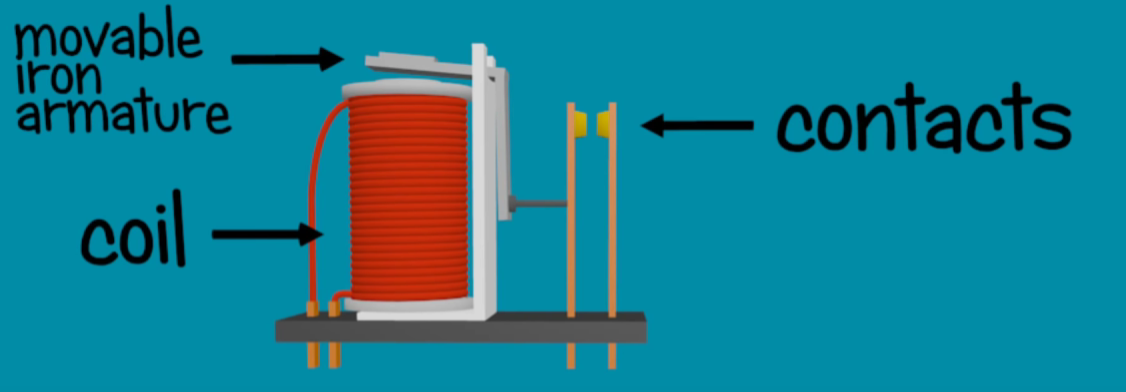 movable
iron
armature
contacts
coil